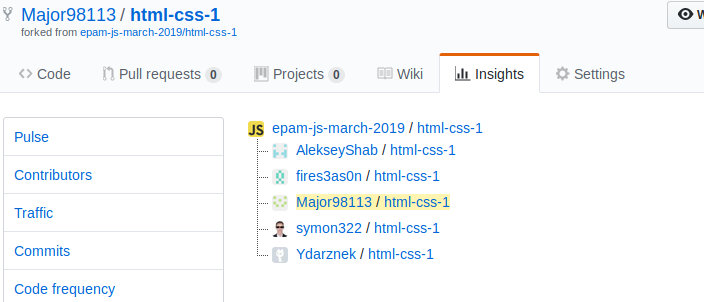 Major98113 / html-css-1
W
forked from epam-js-march-2019/html-css-1
Code Pull requests 0 Projects 0 Wiki Insights Settings
Pulse
Contributors
Traffic
Commits
Code frequency
JS epam-js-march-2019 / html-css-1
AlekseyShab / html-css-1
fires3as0n / html-css-1
Major98113 / html-css-1
symon322 / html-css-1
Ydarznek / html-css-1